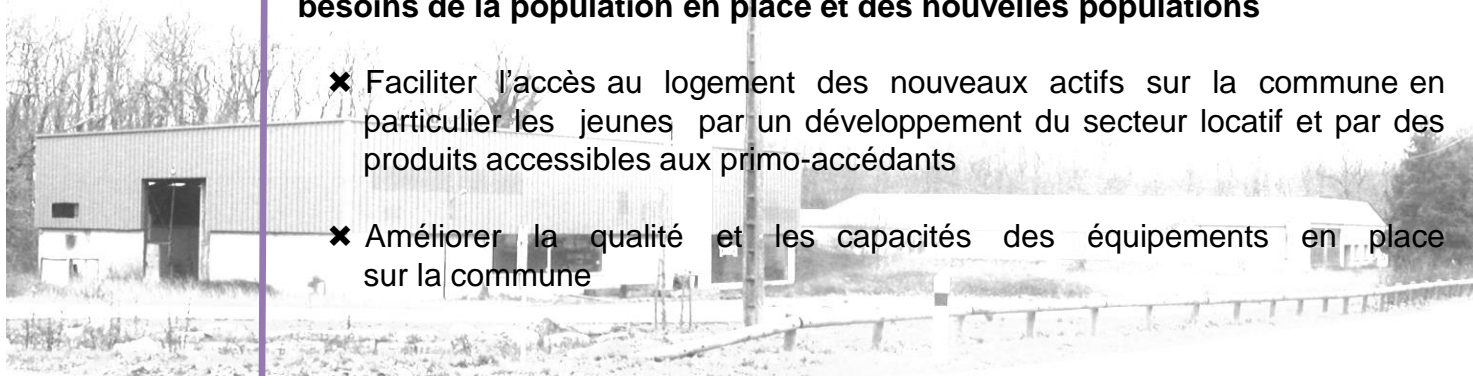 besoins de la population en place et des nouvelles populations
✖ Faciliter l'accès au logement des nouveaux actifs sur la commune en
particulier les jeunes par un développement du secteur locatif et par des
produits accessibles aux primo-accédants
✖ Améliorer la qualité et les capacités des équipements en place
sur la commune